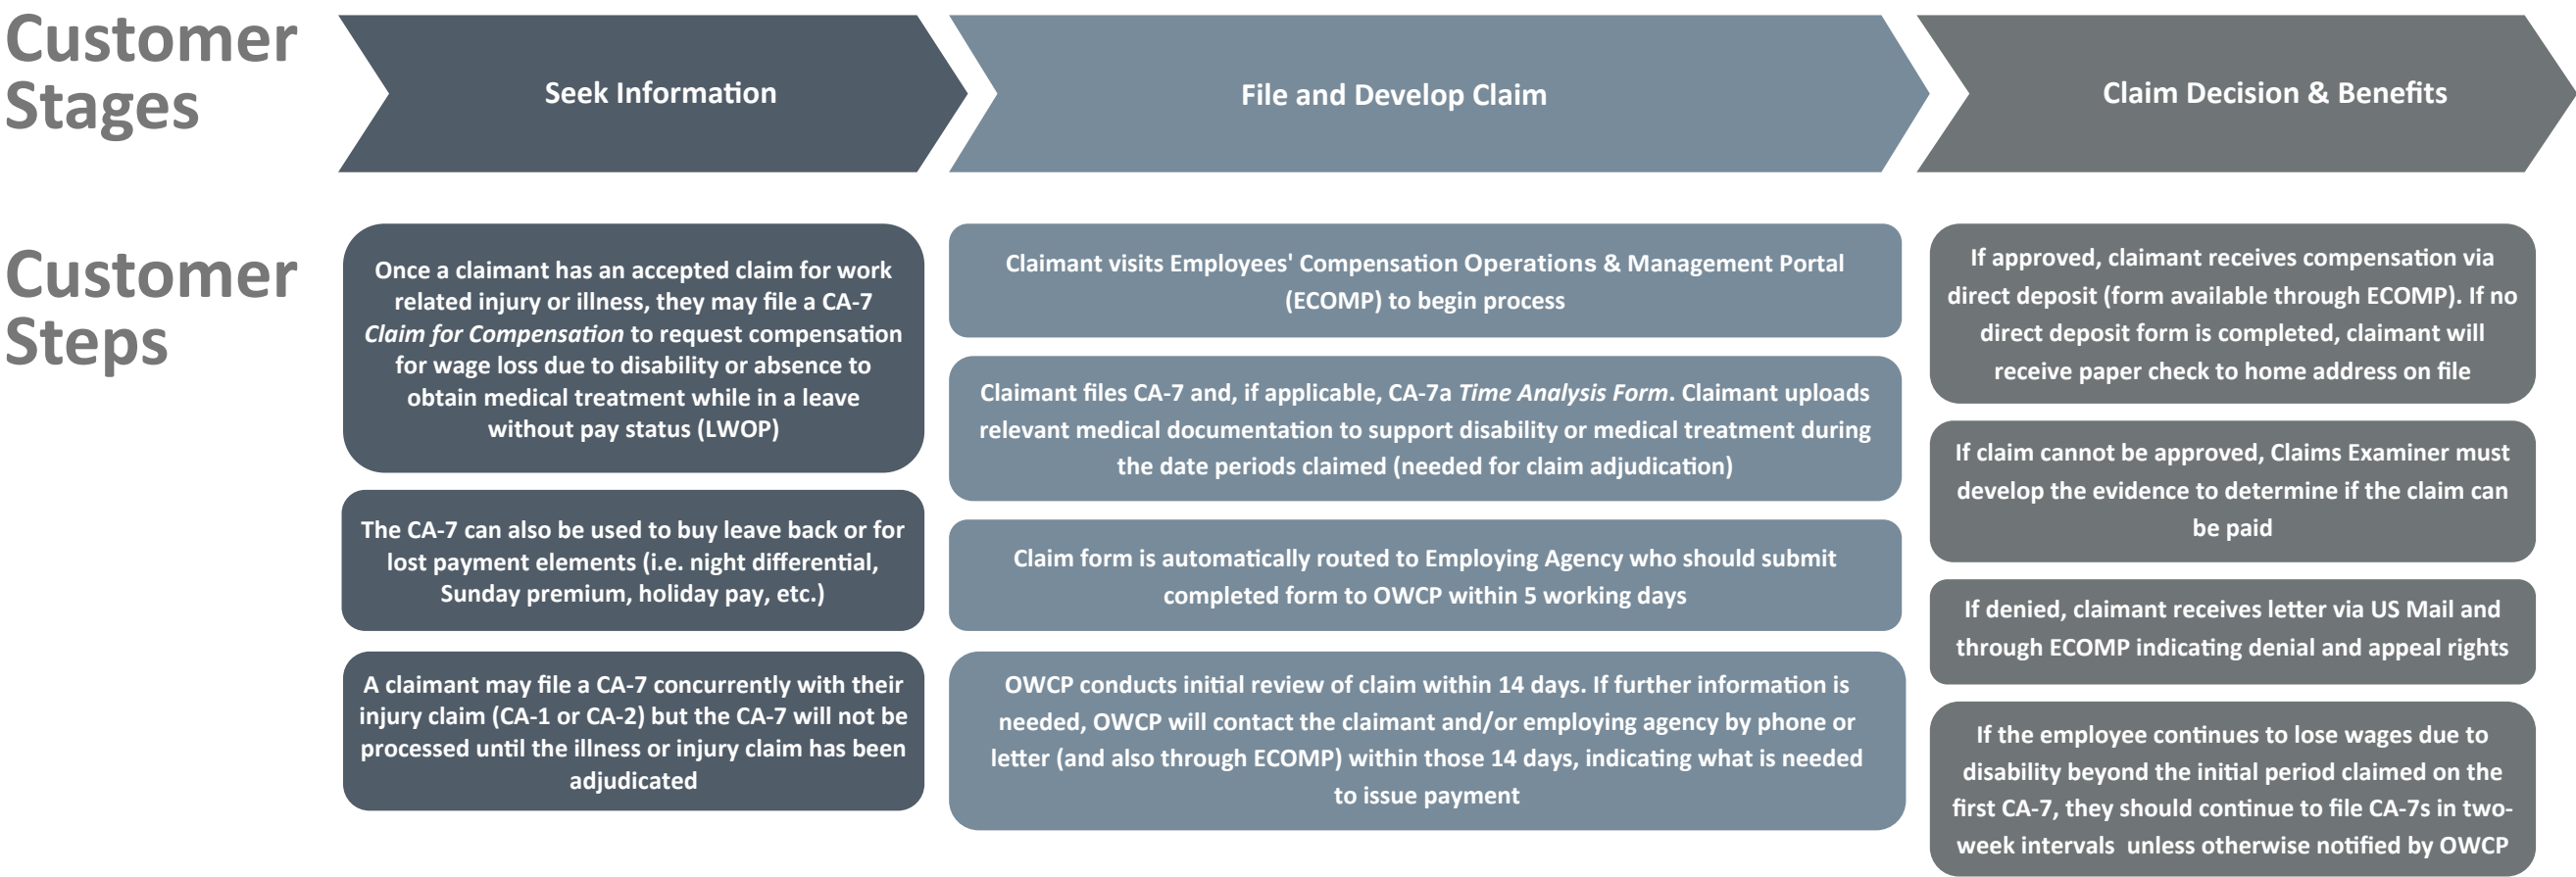 Customer
Stages
Seek Information
File and Develop Claim
Claim Decision & Benefits
Customer
Steps
Once a claimant has an accepted claim for work
related injury or illness, they may file a CA-7
Claim for Compensation to request compensation
for wage loss due to disability or absence to
obtain medical treatment while in a leave
without pay status (LWOP)
The CA-7 can also be used to buy leave back or for
lost payment elements (i.e. night differential,
Sunday premium, holiday pay, etc.)
A claimant may file a CA-7 concurrently with their
injury claim (CA-1 or CA-2) but the CA-7 will not be
processed until the illness or injury claim has been
adjudicated
Claimant visits Employees' Compensation Operations & Management Portal
(ECOMP) to begin process
Claimant files CA-7 and, if applicable, CA-7a Time Analysis Form. Claimant uploads
relevant medical documentation to support disability or medical treatment during
the date periods claimed (needed for claim adjudication)
Claim form is automatically routed to Employing Agency who should submit
completed form to OWCP within 5 working days
OWCP conducts initial review of claim within 14 days. If further information is
needed, OWCP will contact the claimant and/or employing agency by phone or
letter (and also through ECOMP) within those 14 days, indicating what is needed
to issue payment
If approved, claimant receives compensation via
direct deposit (form available through ECOMP). If no
direct deposit form is completed, claimant will
receive paper check to home address on file
If claim cannot be approved, Claims Examiner must
develop the evidence to determine if the claim can
be paid
If denied, claimant receives letter via US Mail and
through ECOMP indicating denial and appeal rights
If the employee continues to lose wages due to
disability beyond the initial period claimed on the
first CA-7, they should continue to file CA-7s in two-
week intervals  unless otherwise notified by OWCP